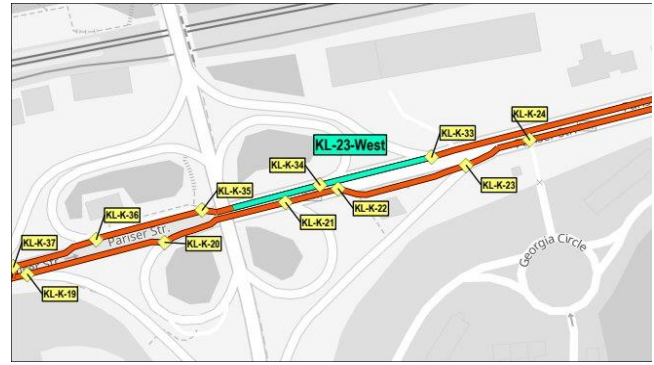 KL-K-24
KL-K-33
KL-23-West
KL-K-34
KL-K-23
KL-K-35
KL-K-22
KL-K-21
KL-K-36
Pariser Str.
KL-K-20
KL-K-37
KL-K-19
Georgia Circle